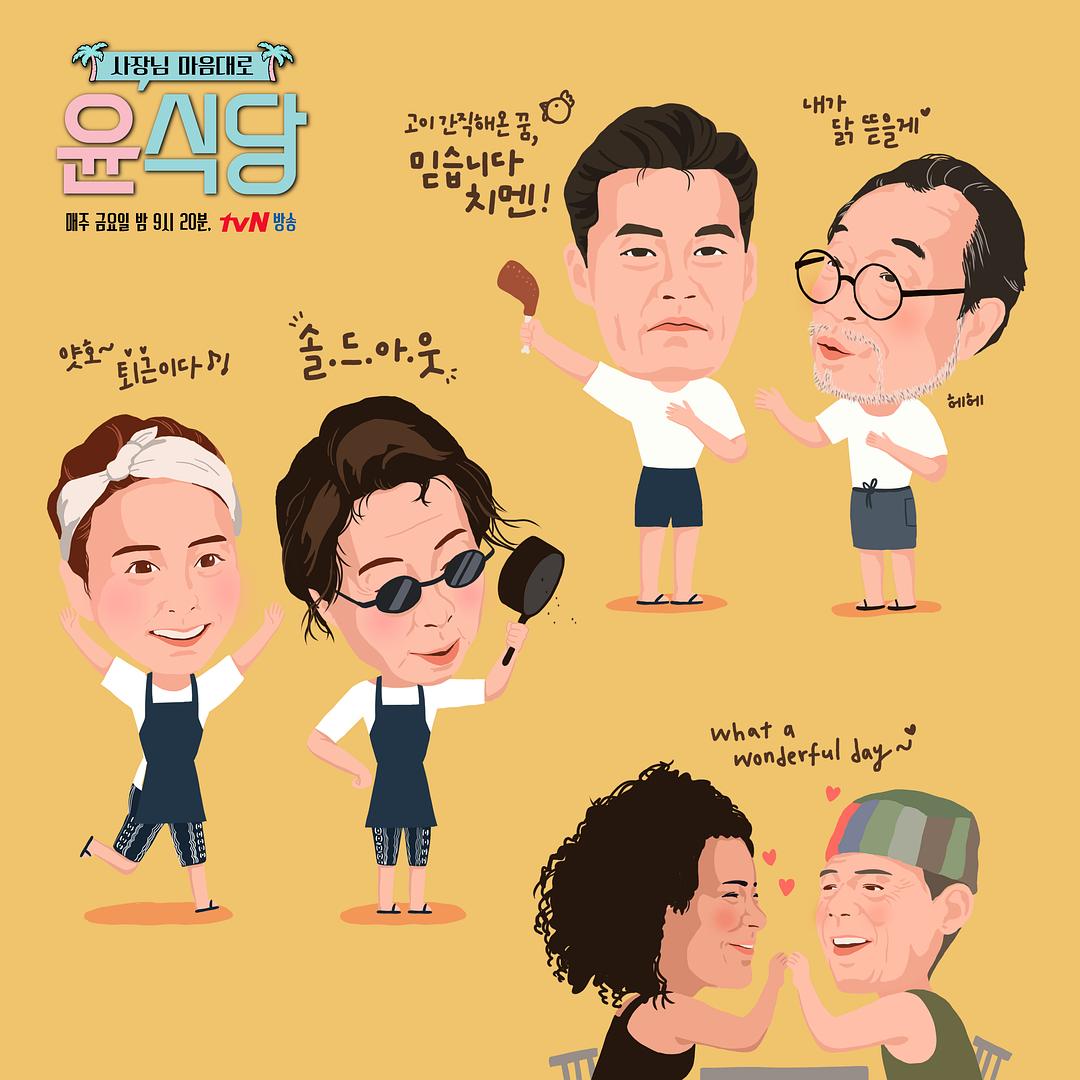 사장님 마음대로
윤식당
매주 금요일 밤 9시 20분, tvN 방송
고이 간직해온 꿈,
믿습니다
치멘!
내가
닭 뜯을게
헤헤
얏호~
퇴근이다
솔.드.아.웃
what a
wonderful day~